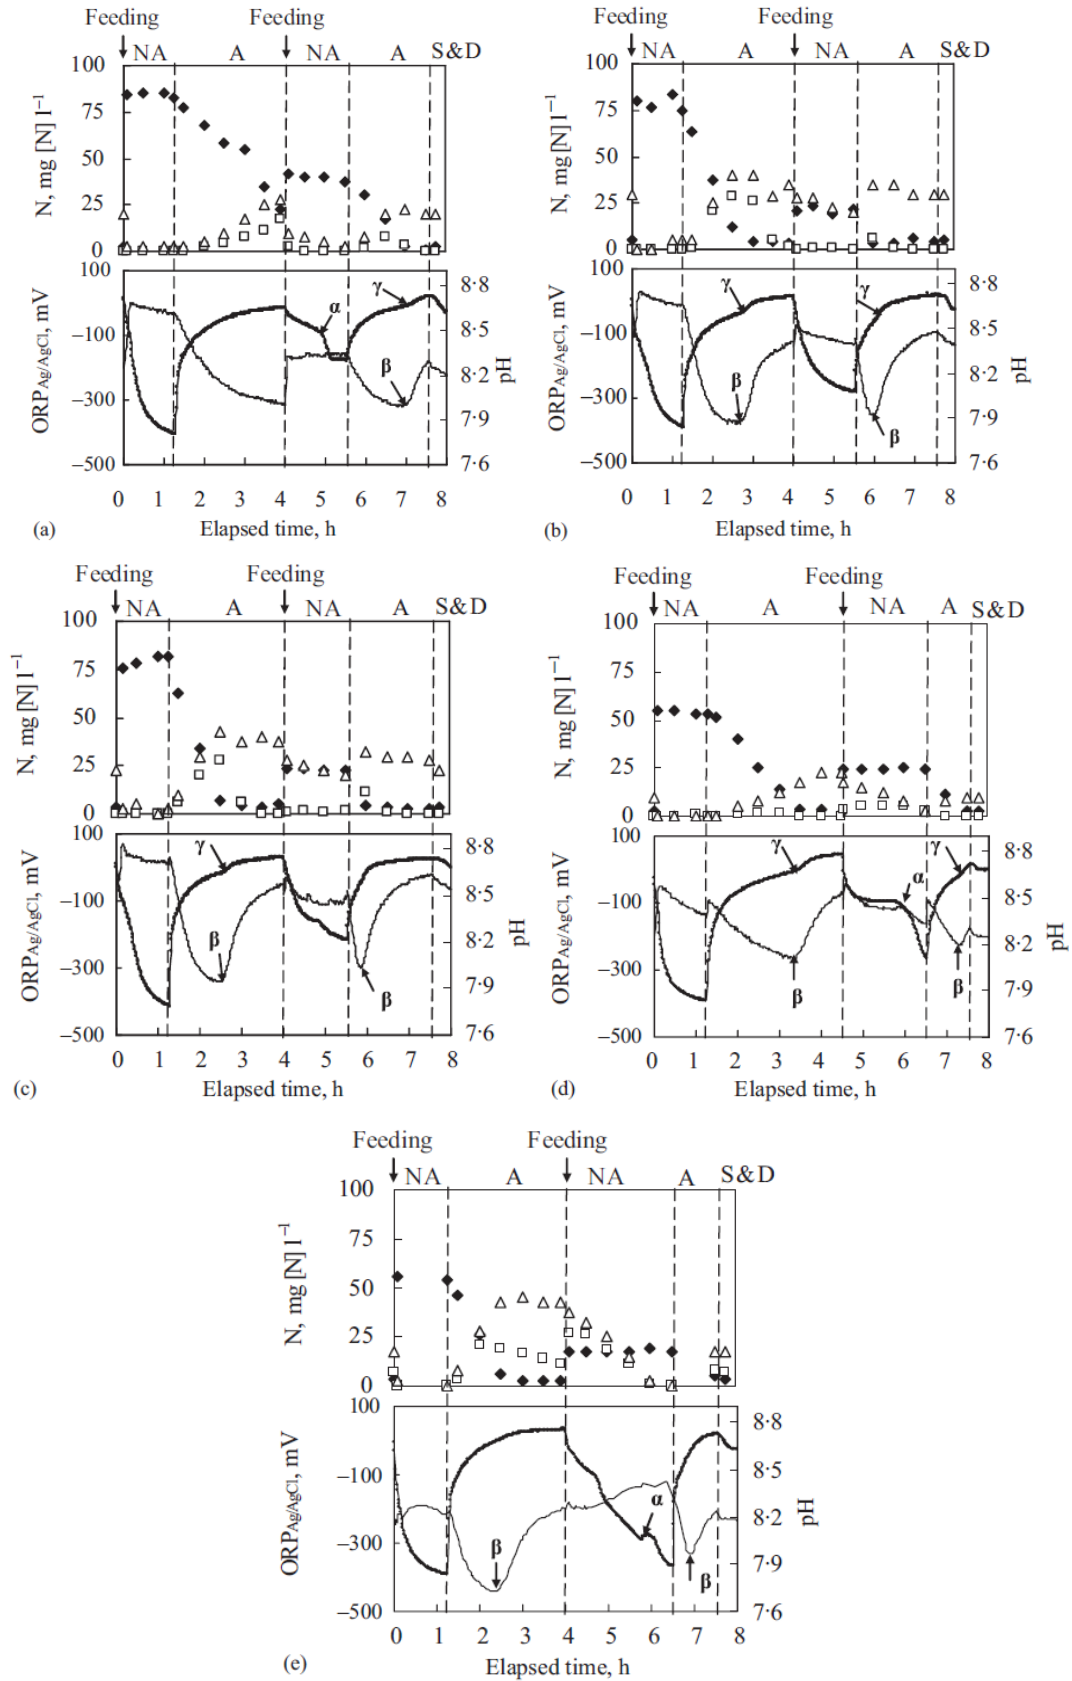 Feeding Feeding
NA A NA A S&D
100
75
50
25
0
N, mg [N] l⁻¹
α
β
γ
100
−100
−300
−500
ORP Ag/AgCl, mV
8·8
8·5
8·2
7·9
7·6
pH
0 1 2 3 4 5 6 7 8
Elapsed time, h
(a)
Feeding Feeding
NA A NA A S&D
100
75
50
25
0
N, mg [N] l⁻¹
γ
β
γ
β
100
−100
−300
−500
ORP Ag/AgCl, mV
8·8
8·5
8·2
7·9
7·6
pH
0 1 2 3 4 5 6 7 8
Elapsed time, h
(b)
Feeding Feeding
NA A NA A S&D
100
75
50
25
0
N, mg [N] l⁻¹
γ
β
β
100
−100
−300
−500
ORP Ag/AgCl, mV
8·8
8·5
8·2
7·9
7·6
pH
0 1 2 3 4 5 6 7 8
Elapsed time, h
(c)
Feeding Feeding
NA A NA A S&D
100
75
50
25
0
N, mg [N] l⁻¹
γ
β
α
γ
β
100
−100
−300
−500
ORP Ag/AgCl, mV
8·8
8·5
8·2
7·9
7·6
pH
0 1 2 3 4 5 6 7 8
Elapsed time, h
(d)
Feeding Feeding
NA A NA A S&D
100
75
50
25
0
N, mg [N] l⁻¹
β
α
β
100
−100
−300
−500
ORP Ag/AgCl, mV
8·8
8·5
8·2
7·9
7·6
pH
0 1 2 3 4 5 6 7 8
Elapsed time, h
(e)